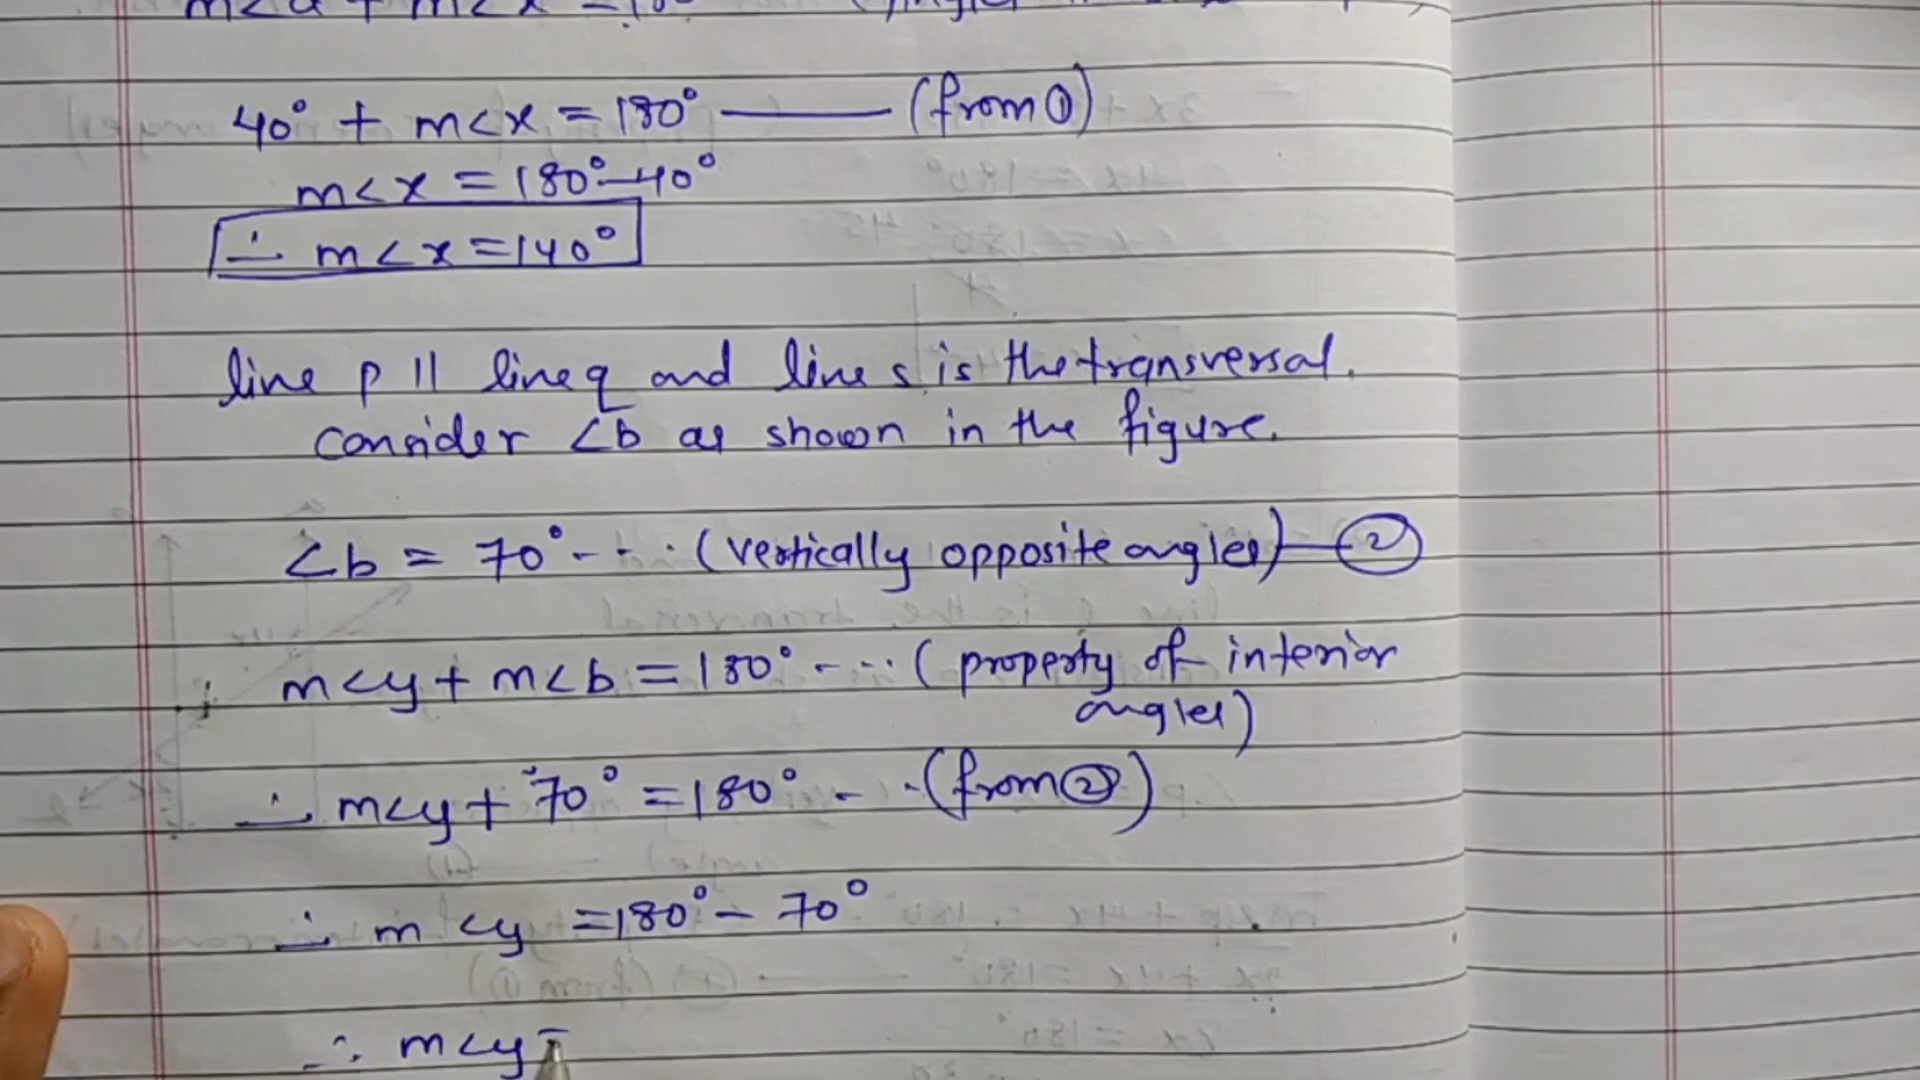 m<a + m<x = 180°
40° + m<x = 180° —— (from ①)
m<x = 180° - 40°
∴ m<x = 140°
line p || line q and line s is the transversal.
consider <b as shown in the figure.
<b = 70° - - . (vertically opposite angles) — ②
m<y + m<b = 180° - - .. ( property of interior
angles)
∴ m<y + 70° = 180° - . . (from ②)
∴ m<y = 180° - 70°
∴ m<y =